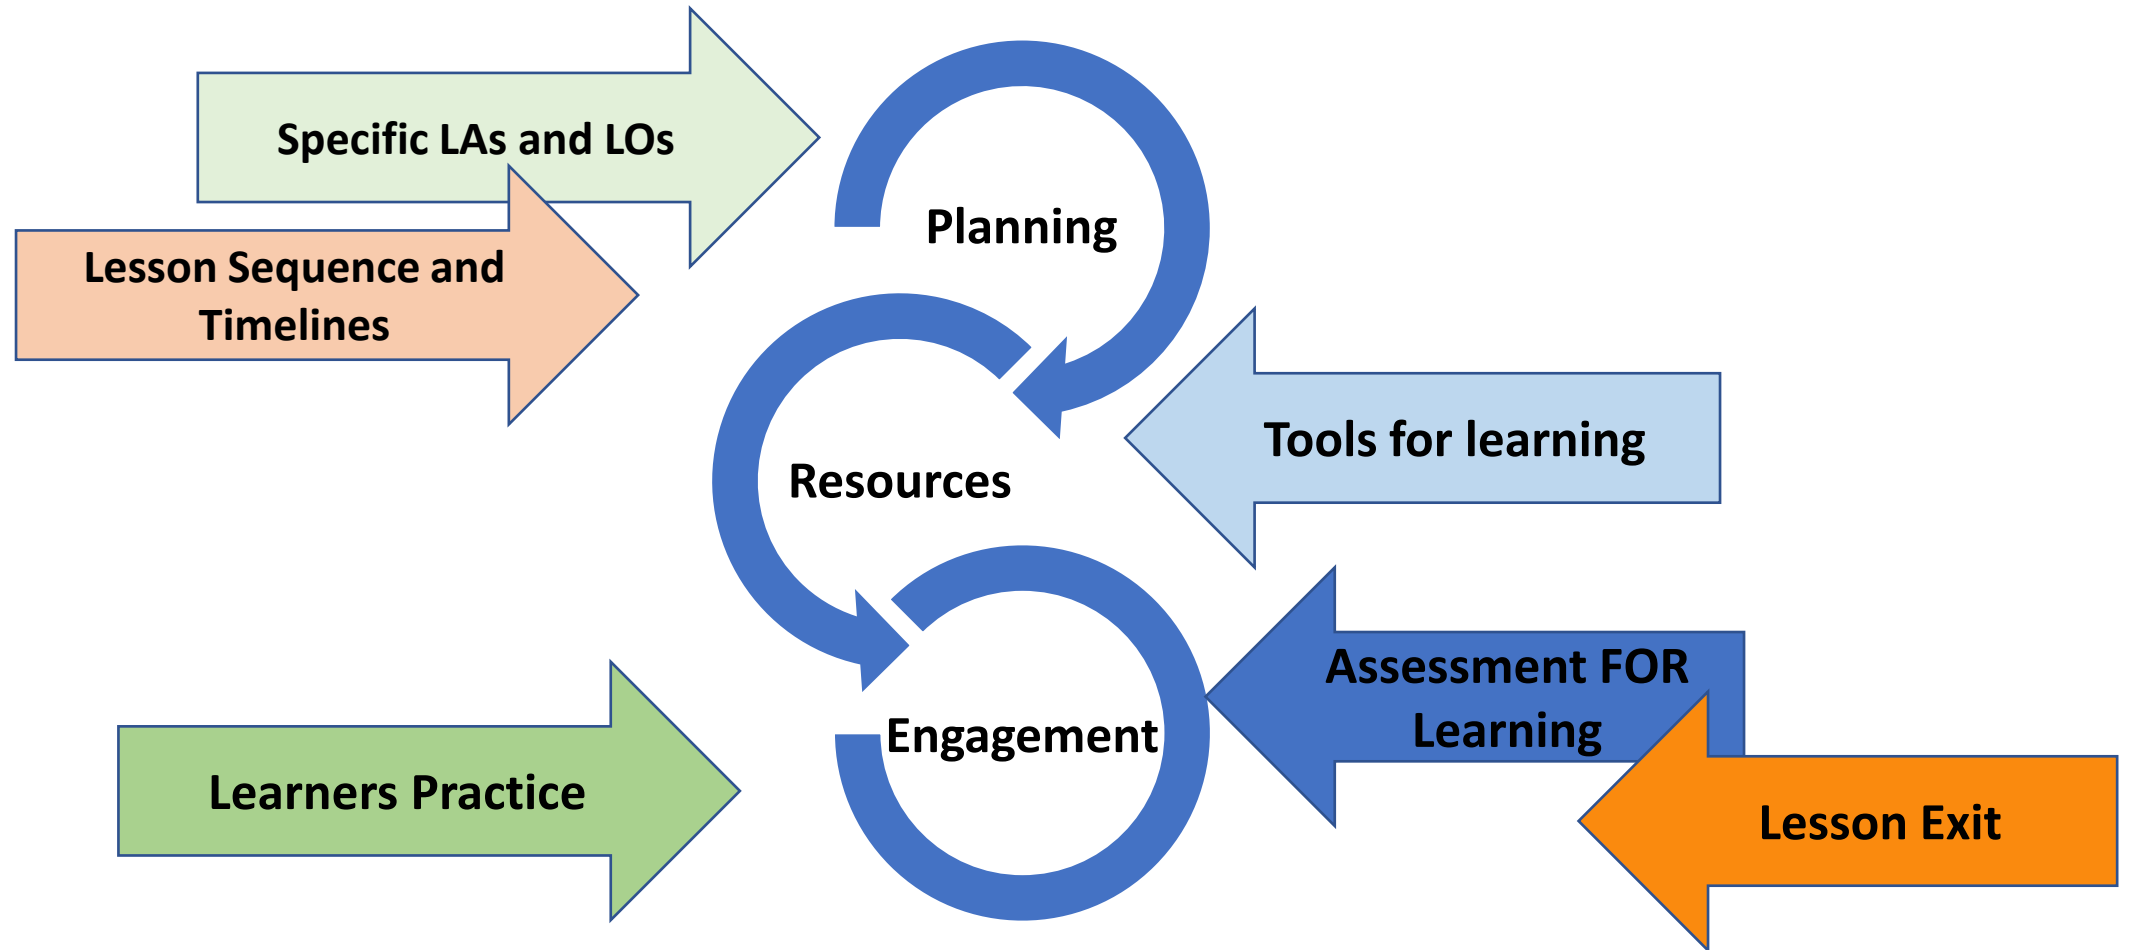 Specific LAs and LOs
Planning
Lesson Sequence and
Timelines
Tools for learning
Resources
Assessment FOR
Learning
Engagement
Learners Practice
Lesson Exit